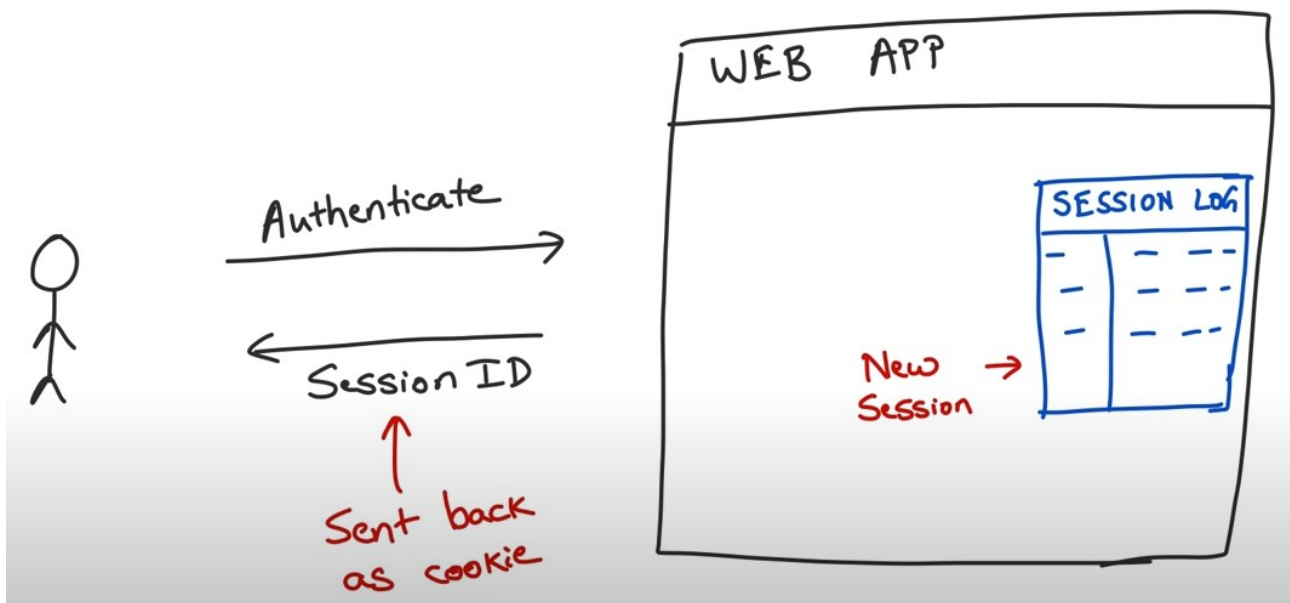 WEB APP
Authenticate
SESSION LOG
Session ID
New
Session
Sent back
as cookie